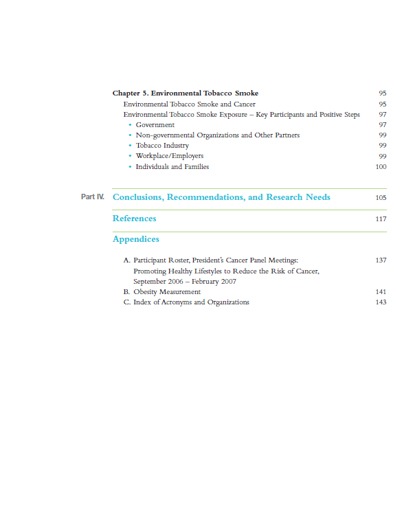 Chapter 5. Environmental Tobacco Smoke 95
Environmental Tobacco Smoke and Cancer 95
Environmental Tobacco Smoke Exposure – Key Participants and Positive Steps 97
• Government 97
• Non-governmental Organizations and Other Partners 99
• Tobacco Industry 99
• Workplace/Employers 99
• Individuals and Families 100
Part IV. Conclusions, Recommendations, and Research Needs 105
References 117
Appendices
A. Participant Roster, President's Cancer Panel Meetings: 137
Promoting Healthy Lifestyles to Reduce the Risk of Cancer,
September 2006 – February 2007
B. Obesity Measurement 141
C. Index of Acronyms and Organizations 143